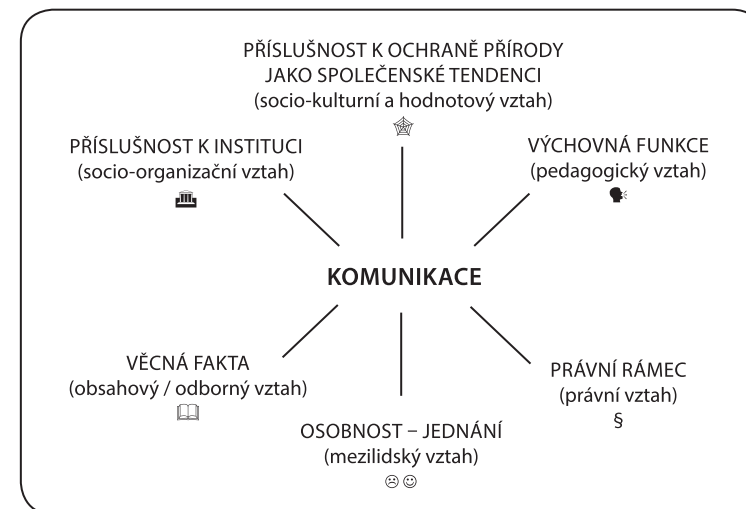 PŘÍSLUŠNOST K OCHRANĚ PŘÍRODY
JAKO SPOLEČENSKÉ TENDENCI
(socio-kulturní a hodnotový vztah)
PŘÍSLUŠNOST K INSTITUCI
(socio-organizační vztah)
VÝCHOVNÁ FUNKCE
(pedagogický vztah)
KOMUNIKACE
VĚCNÁ FAKTA
(obsahový / odborný vztah)
PRÁVNÍ RÁMEC
(právní vztah)
§
OSOBNOST – JEDNÁNÍ
(mezilidský vztah)